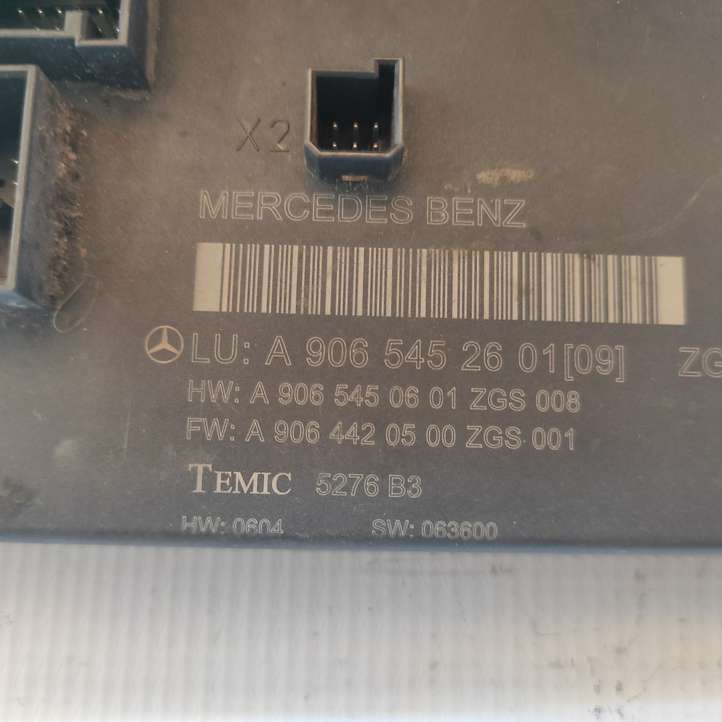 X2
MERCEDES BENZ
LU: A 906 545 26 01[09] ZG
HW: A 906 545 06 01 ZGS 008
FW: A 906 442 05 00 ZGS 001
TEMIC 5276 B3
HW: 0604 SW: 063600